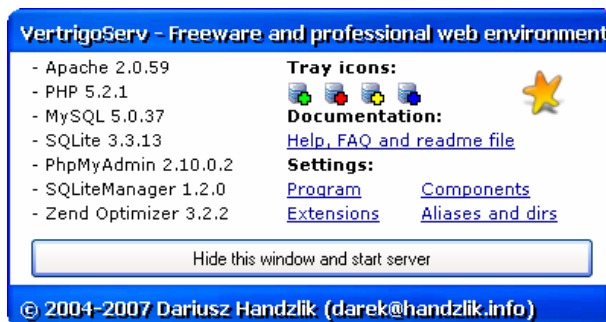 VertrigoServ - Freeware and professional web environment
- Apache 2.0.59
- PHP 5.2.1
- MySQL 5.0.37
- SQLite 3.3.13
- PhpMyAdmin 2.10.0.2
- SQLiteManager 1.2.0
- Zend Optimizer 3.2.2
Tray icons:
Documentation:
Help, FAQ and readme file
Settings:
Program Components
Extensions Aliases and dirs
Hide this window and start server
© 2004-2007 Dariusz Handzlik (darek@handzlik.info)